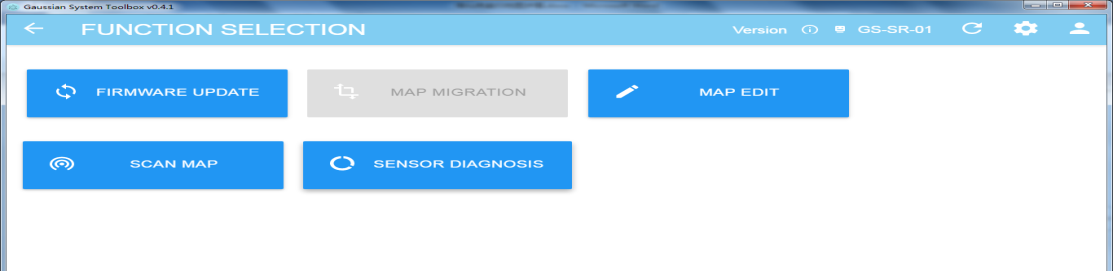 Gaussian System Toolbox v0.4.1
FUNCTION SELECTION
Version GS-SR-01
FIRMWARE UPDATE MAP MIGRATION MAP EDIT
SCAN MAP SENSOR DIAGNOSIS